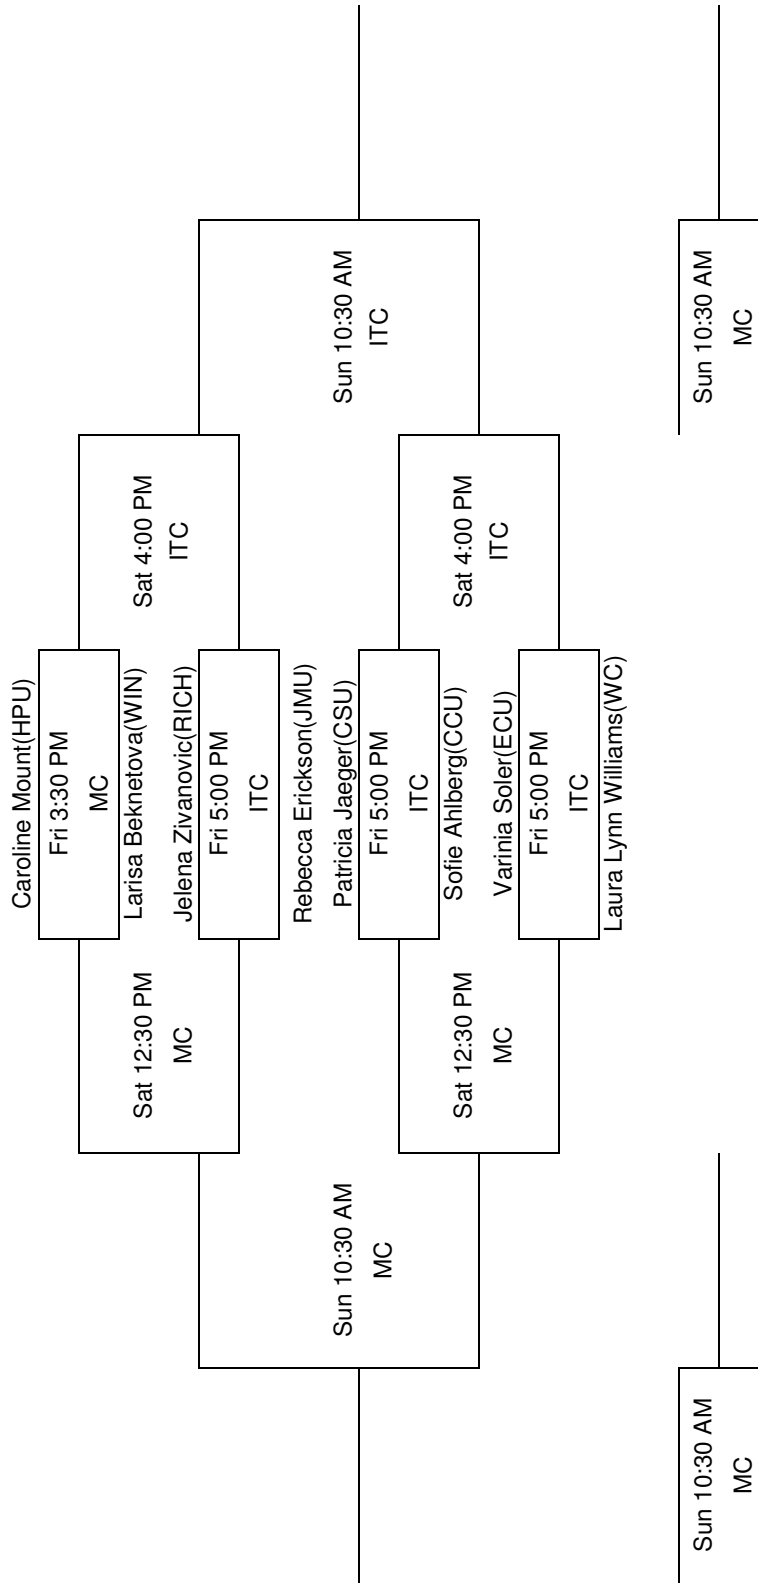 Caroline Mount(HPU)
Fri 3:30 PM
MC
Larisa Beknetova(WIN)
Jelena Zivanovic(RICH)
Fri 5:00 PM
ITC
Rebecca Erickson(JMU)
Patricia Jaeger(CSU)
Fri 5:00 PM
ITC
Sofie Ahlberg(CCU)
Varinia Soler(ECU)
Fri 5:00 PM
ITC
Laura Lynn Williams(WC)
Sat 12:30 PM
MC
Sat 12:30 PM
MC
Sun 10:30 AM
MC
Sun 10:30 AM
MC
Sat 4:00 PM
ITC
Sat 4:00 PM
ITC
Sun 10:30 AM
ITC
Sun 10:30 AM
MC